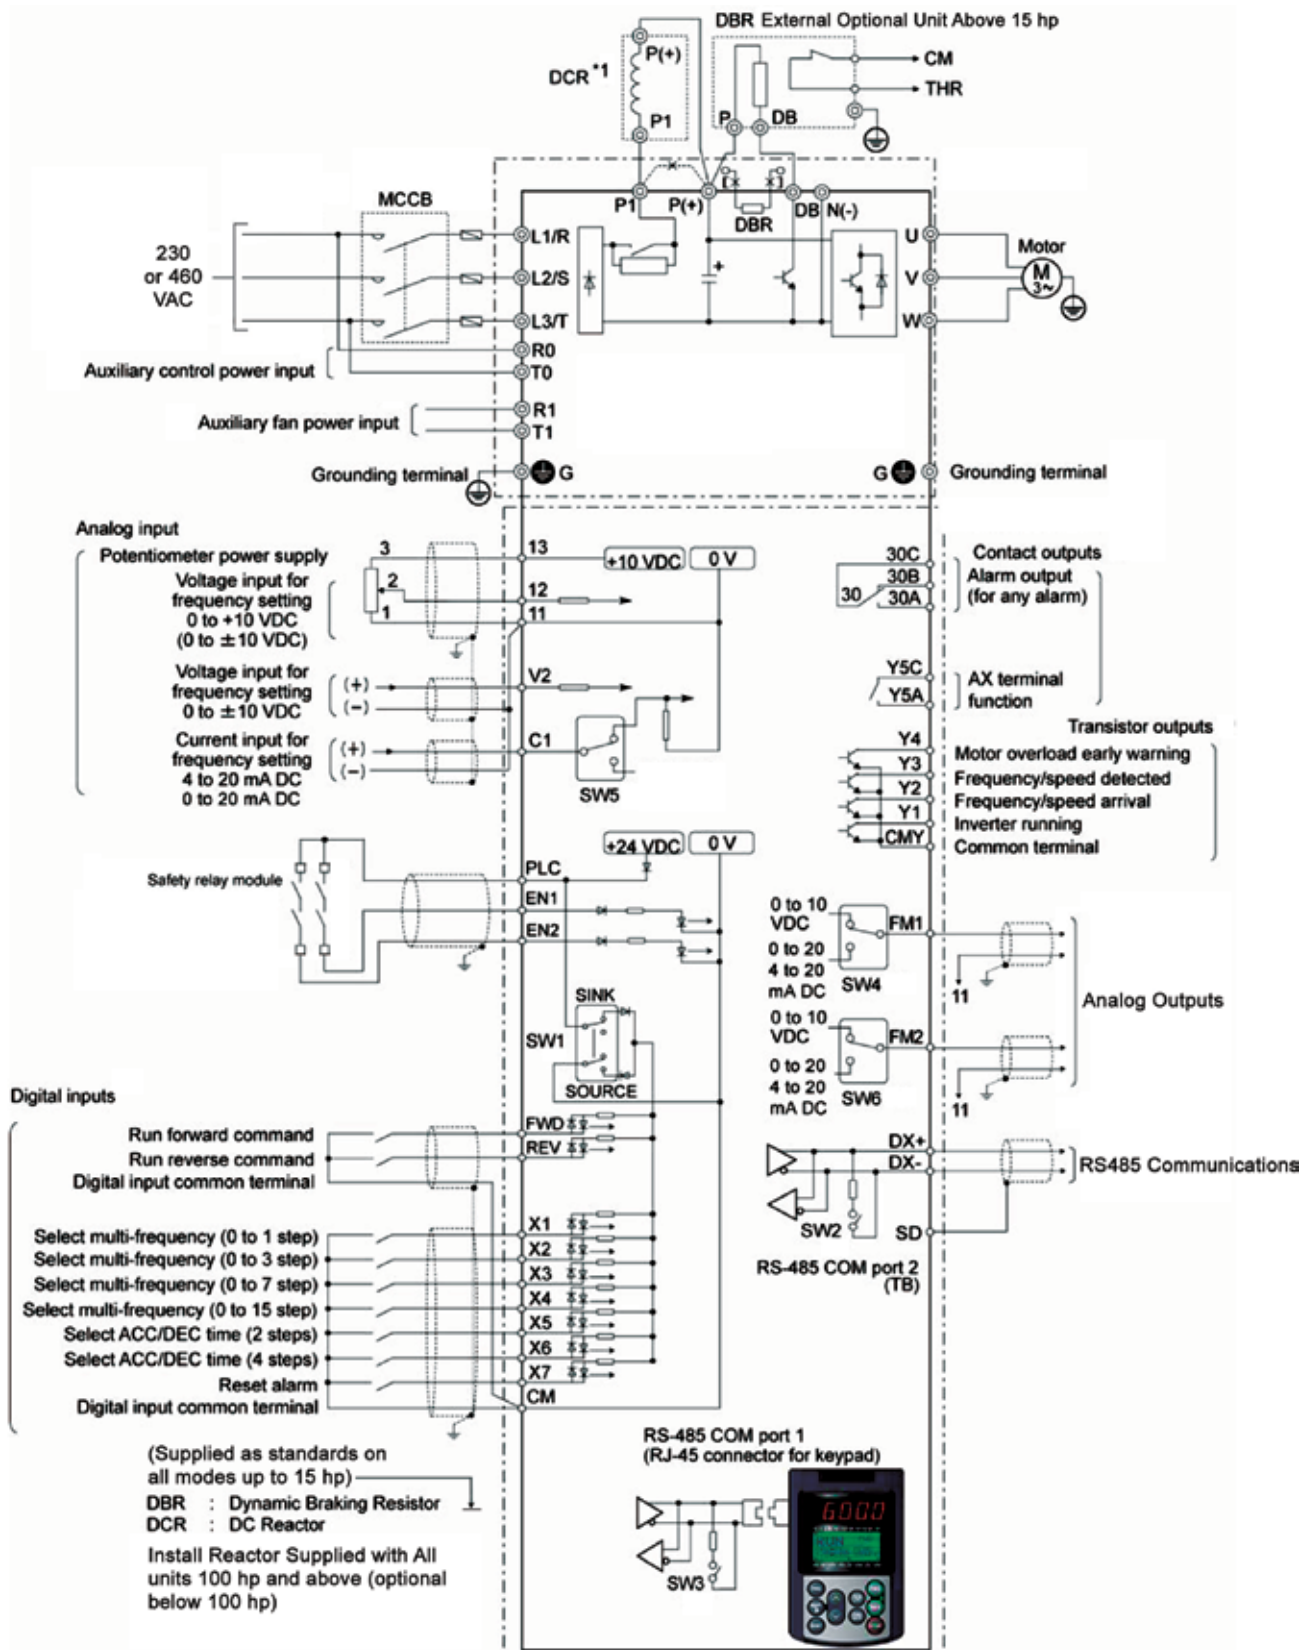 DBR External Optional Unit Above 15 hp
DCR *1
P(+)
P1
CM
THR
P
DB
MCCB
P1
P(+)
DBR
DB
N(-)
230
or 460
VAC
L1/R
L2/S
L3/T
U
V
W
Motor
M
3~
R0
T0
Auxiliary control power input
R1
T1
Auxiliary fan power input
Grounding terminal
G
G
Grounding terminal
Analog input
Potentiometer power supply
Voltage input for
frequency setting
0 to +10 VDC
(0 to ±10 VDC)
3
2
1
13
12
11
+10 VDC
0 V
Voltage input for
frequency setting
0 to ±10 VDC
(+)
(−)
V2
Current input for
frequency setting
4 to 20 mA DC
0 to 20 mA DC
(+)
(−)
C1
SW5
30C
30B
30A
30
Contact outputs
Alarm output
(for any alarm)
Y5C
Y5A
AX terminal
function
Transistor outputs
Y4
Y3
Y2
Y1
CMY
Motor overload early warning
Frequency/speed detected
Frequency/speed arrival
Inverter running
Common terminal
Safety relay module
PLC
EN1
EN2
+24 VDC
0 V
SINK
SW1
SOURCE
0 to 10
VDC
0 to 20
4 to 20
mA DC
FM1
SW4
11
Analog Outputs
0 to 10
VDC
0 to 20
4 to 20
mA DC
FM2
SW6
11
Digital inputs
Run forward command
Run reverse command
Digital input common terminal
FWD
REV
DX+
DX-
SD
SW2
RS485 Communications
RS-485 COM port 2
(TB)
Select multi-frequency (0 to 1 step)
Select multi-frequency (0 to 3 step)
Select multi-frequency (0 to 7 step)
Select multi-frequency (0 to 15 step)
Select ACC/DEC time (2 steps)
Select ACC/DEC time (4 steps)
Reset alarm
Digital input common terminal
X1
X2
X3
X4
X5
X6
X7
CM
(Supplied as standards on
all modes up to 15 hp)
DBR : Dynamic Braking Resistor
DCR : DC Reactor
Install Reactor Supplied with All
units 100 hp and above (optional
below 100 hp)
RS-485 COM port 1
(RJ-45 connector for keypad)
SW3
60.00
RUN